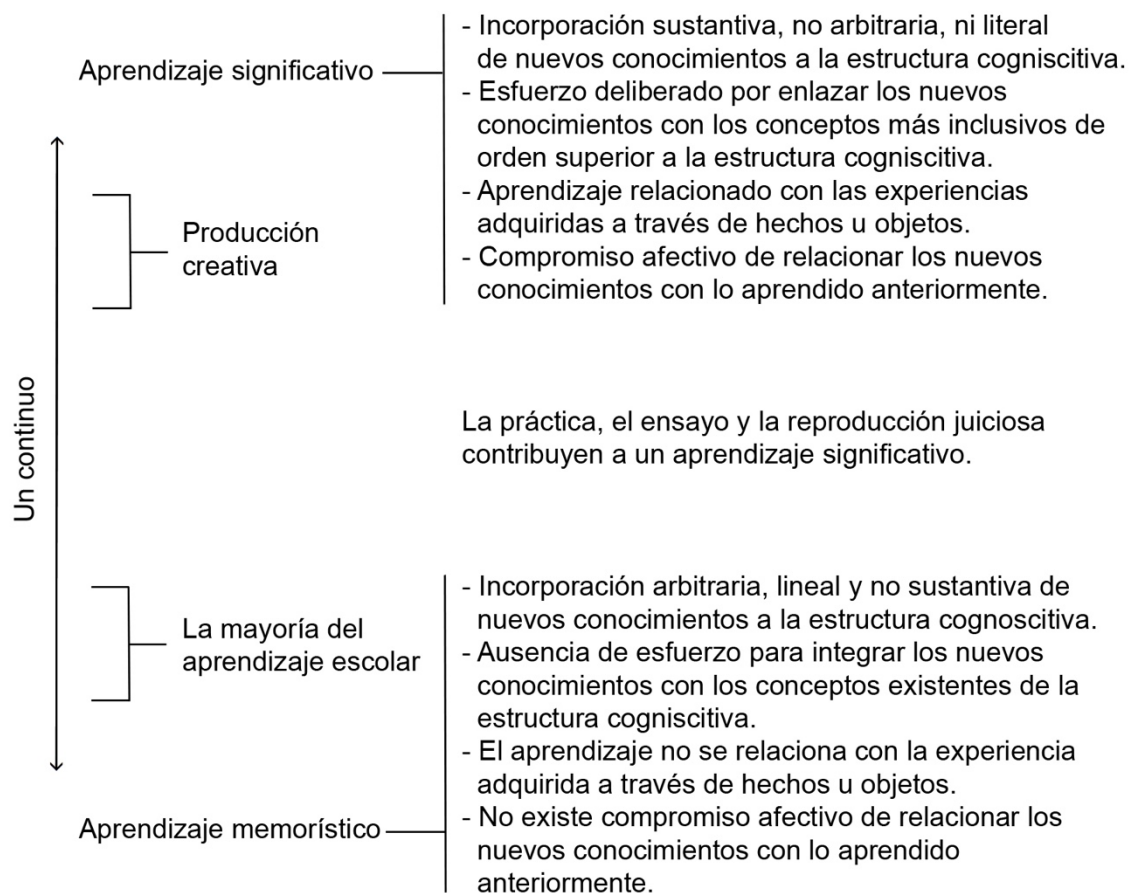 Aprendizaje significativo
- Incorporación sustantiva, no arbitraria, ni literal
de nuevos conocimientos a la estructura cogniscitiva.
- Esfuerzo deliberado por enlazar los nuevos
conocimientos con los conceptos más inclusivos de
orden superior a la estructura cogniscitiva.
- Aprendizaje relacionado con las experiencias
adquiridas a través de hechos u objetos.
- Compromiso afectivo de relacionar los nuevos
conocimientos con lo aprendido anteriormente.
Producción
creativa
Un continuo
La práctica, el ensayo y la reproducción juiciosa
contribuyen a un aprendizaje significativo.
La mayoría del
aprendizaje escolar
Aprendizaje memorístico
- Incorporación arbitraria, lineal y no sustantiva de
nuevos conocimientos a la estructura cognoscitiva.
- Ausencia de esfuerzo para integrar los nuevos
conocimientos con los conceptos existentes de la
estructura cogniscitiva.
- El aprendizaje no se relaciona con la experiencia
adquirida a través de hechos u objetos.
- No existe compromiso afectivo de relacionar los
nuevos conocimientos con lo aprendido
anteriormente.